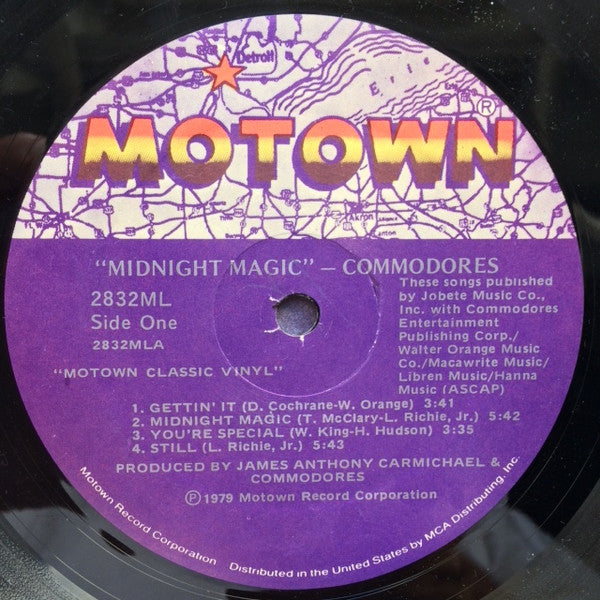 Detroit
Erie
MOTOWN®
Akron
Canton
"MIDNIGHT MAGIC" – COMMODORES
2832ML
Side One
2832MLA
These songs published
by Jobete Music Co.,
Inc. with Commodores
Entertainment
Publishing Corp./
Walter Orange Music
Co./Macawrite Music/
Libren Music/Hanna
Music (ASCAP)
"MOTOWN CLASSIC VINYL"
1. GETTIN' IT (D. Cochrane-W. Orange) 3:41
2. MIDNIGHT MAGIC (T. McClary-L. Richie, Jr.) 5:42
3. YOU'RE SPECIAL (W. King-H. Hudson) 3:35
4. STILL (L. Richie, Jr.) 5:43
PRODUCED BY JAMES ANTHONY CARMICHAEL &
COMMODORES
℗ 1979 Motown Record Corporation
Motown Record Corporation
Distributed in the United States by MCA Distributing, Inc.